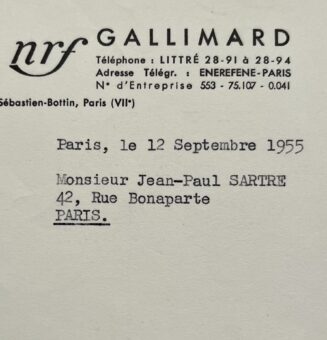 nrf GALLIMARD
Téléphone : LITTRÉ 28-91 à 28-94
Adresse Télégr. : ENEREFENE-PARIS
N° d'Entreprise 553 - 75.107 - 0.041
Sébastien-Bottin, Paris (VIIe)
Paris, le 12 Septembre 1955
Monsieur Jean-Paul SARTRE
42, Rue Bonaparte
PARIS.